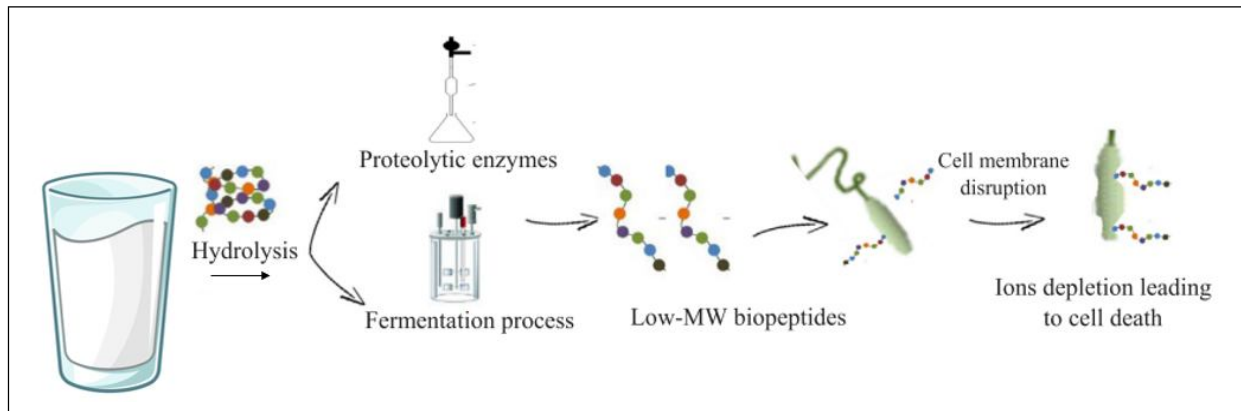 Proteolytic enzymes
Hydrolysis
Fermentation process
Low-MW biopeptides
Cell membrane
disruption
Ions depletion leading
to cell death